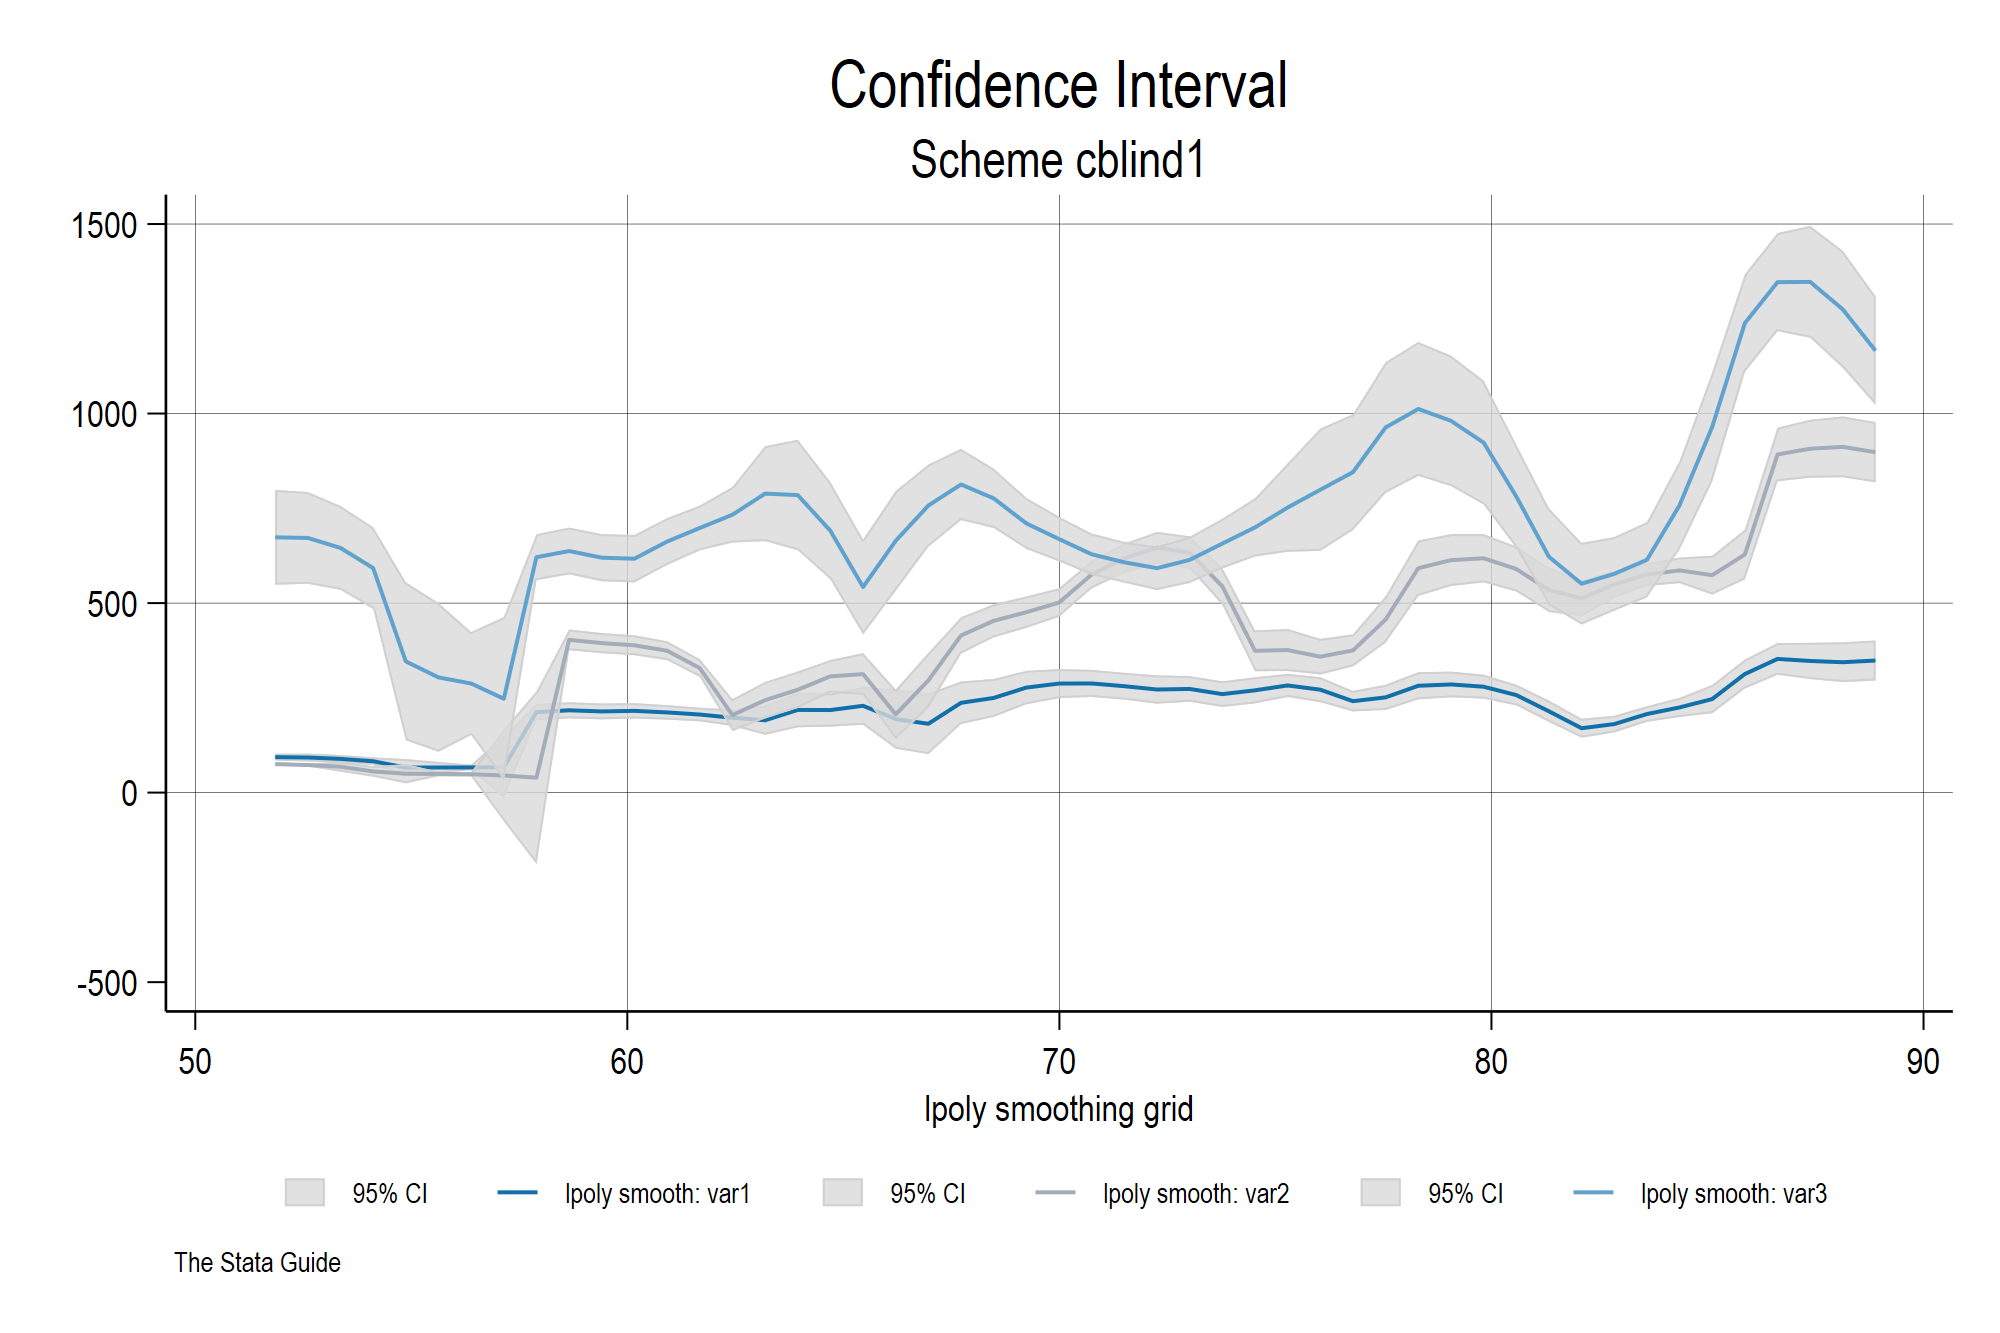 Confidence Interval
Scheme cblind1
1500
1000
500
0
-500
50 60 70 80 90
lpoly smoothing grid
95% CI lpoly smooth: var1 95% CI lpoly smooth: var2 95% CI lpoly smooth: var3
The Stata Guide